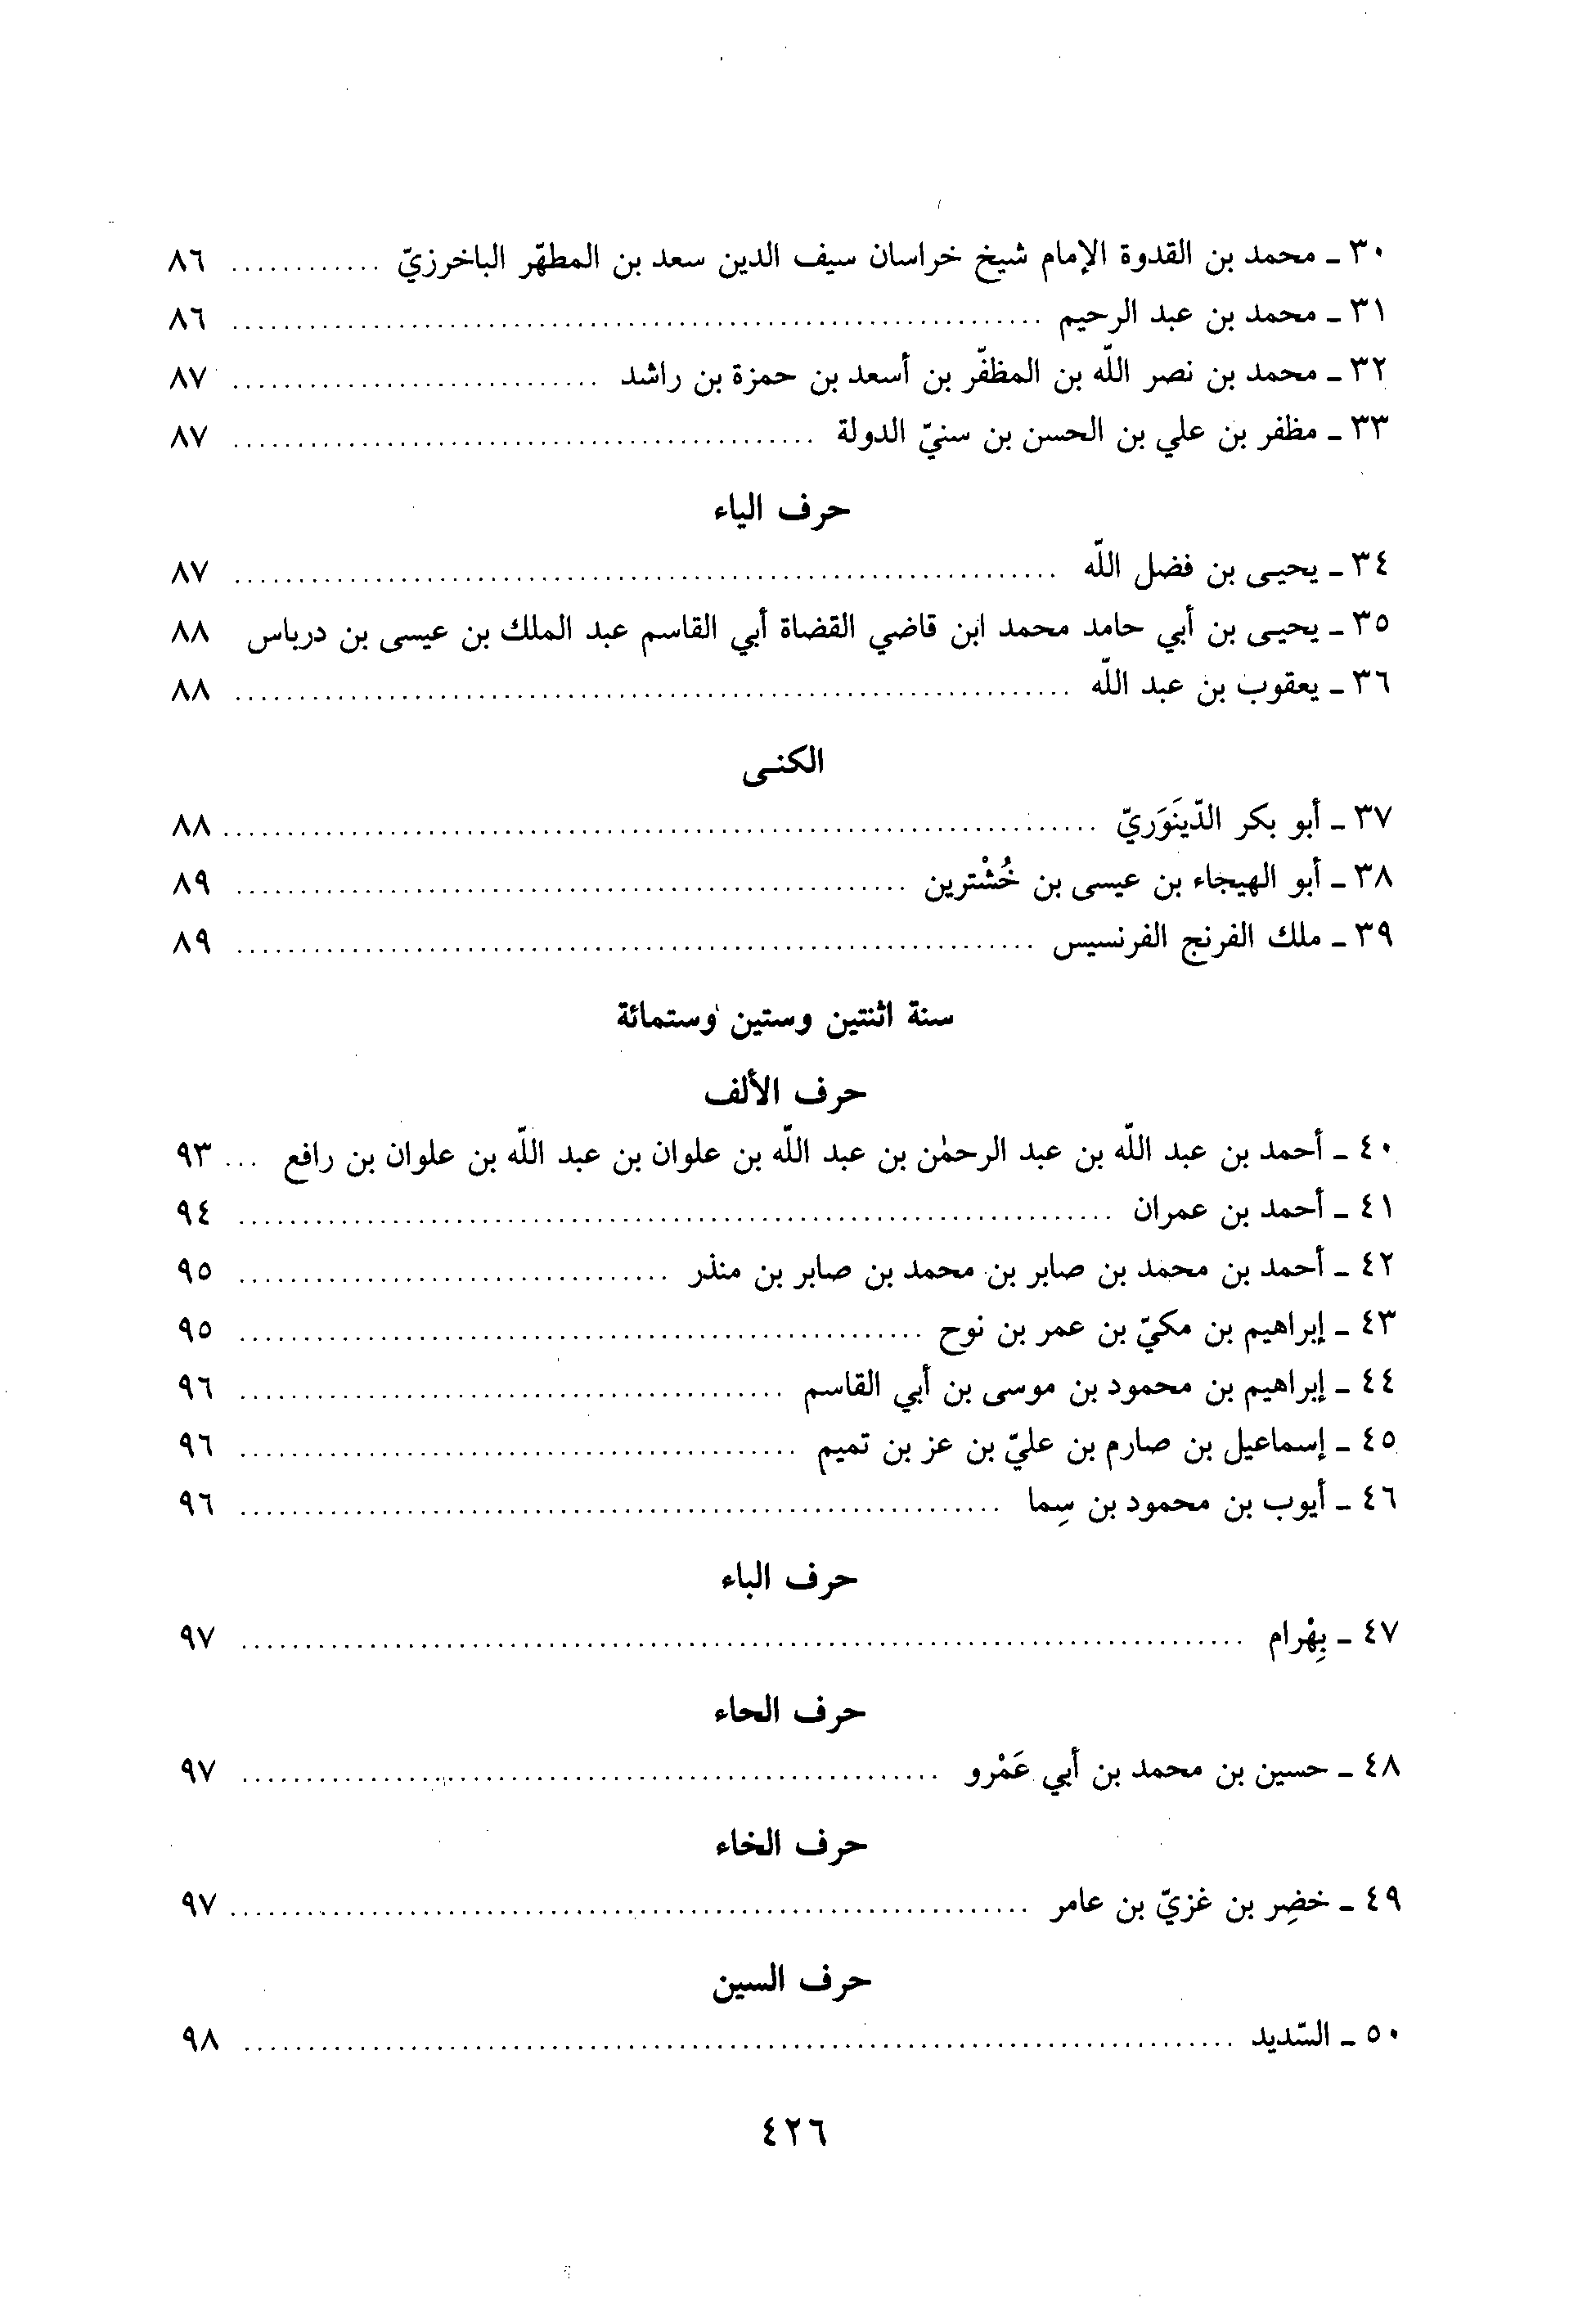 ٣٠ ـ محمد بن القدوة الإمام شيخ خراسان سيف الدين سعد بن المطهّر الباخرزيّ ............ ٨٦
٣١ ـ محمد بن عبد الرحيم ............ ٨٦
٣٢ ـ محمد بن نصر اللّه بن المظفّر بن أسعد بن حمزة بن راشد ............ ٨٧
٣٣ ـ مظفر بن علي بن الحسن بن سنيّ الدولة ............ ٨٧
حرف الياء
٣٤ ـ يحيى بن فضل اللّه ............ ٨٧
٣٥ ـ يحيى بن أبي حامد محمد ابن قاضي القضاة أبي القاسم عبد الملك بن عيسى بن درباس ٨٨
٣٦ ـ يعقوب بن عبد اللّه ............ ٨٨
الكنى
٣٧ ـ أبو بكر الدّينَوَريّ ............ ٨٨
٣٨ ـ أبو الهيجاء بن عيسى بن خُشْترين ............ ٨٩
٣٩ ـ ملك الفرنج الفرنسيس ............ ٨٩
سنة اثنتين وستين وستمائة
حرف الألف
٤٠ ـ أحمد بن عبد اللّه بن عبد الرحمٰن بن عبد اللّه بن علوان بن عبد اللّه بن علوان بن رافع ... ٩٣
٤١ ـ أحمد بن عمران ............ ٩٤
٤٢ ـ أحمد بن محمد بن صابر بن محمد بن صابر بن منذر ............ ٩٥
٤٣ ـ إبراهيم بن مكيّ بن عمر بن نوح ............ ٩٥
٤٤ ـ إبراهيم بن محمود بن موسى بن أبي القاسم ............ ٩٦
٤٥ ـ إسماعيل بن صارم بن عليّ بن عز بن تميم ............ ٩٦
٤٦ ـ أيوب بن محمود بن سِما ............ ٩٦
حرف الباء
٤٧ ـ بِهْرام ............ ٩٧
حرف الحاء
٤٨ ـ حسين بن محمد بن أبي عَمْرو ............ ٩٧
حرف الخاء
٤٩ ـ خضِر بن غزيّ بن عامر ............ ٩٧
حرف السين
٥٠ ـ السّديد ............ ٩٨
٤٢٦